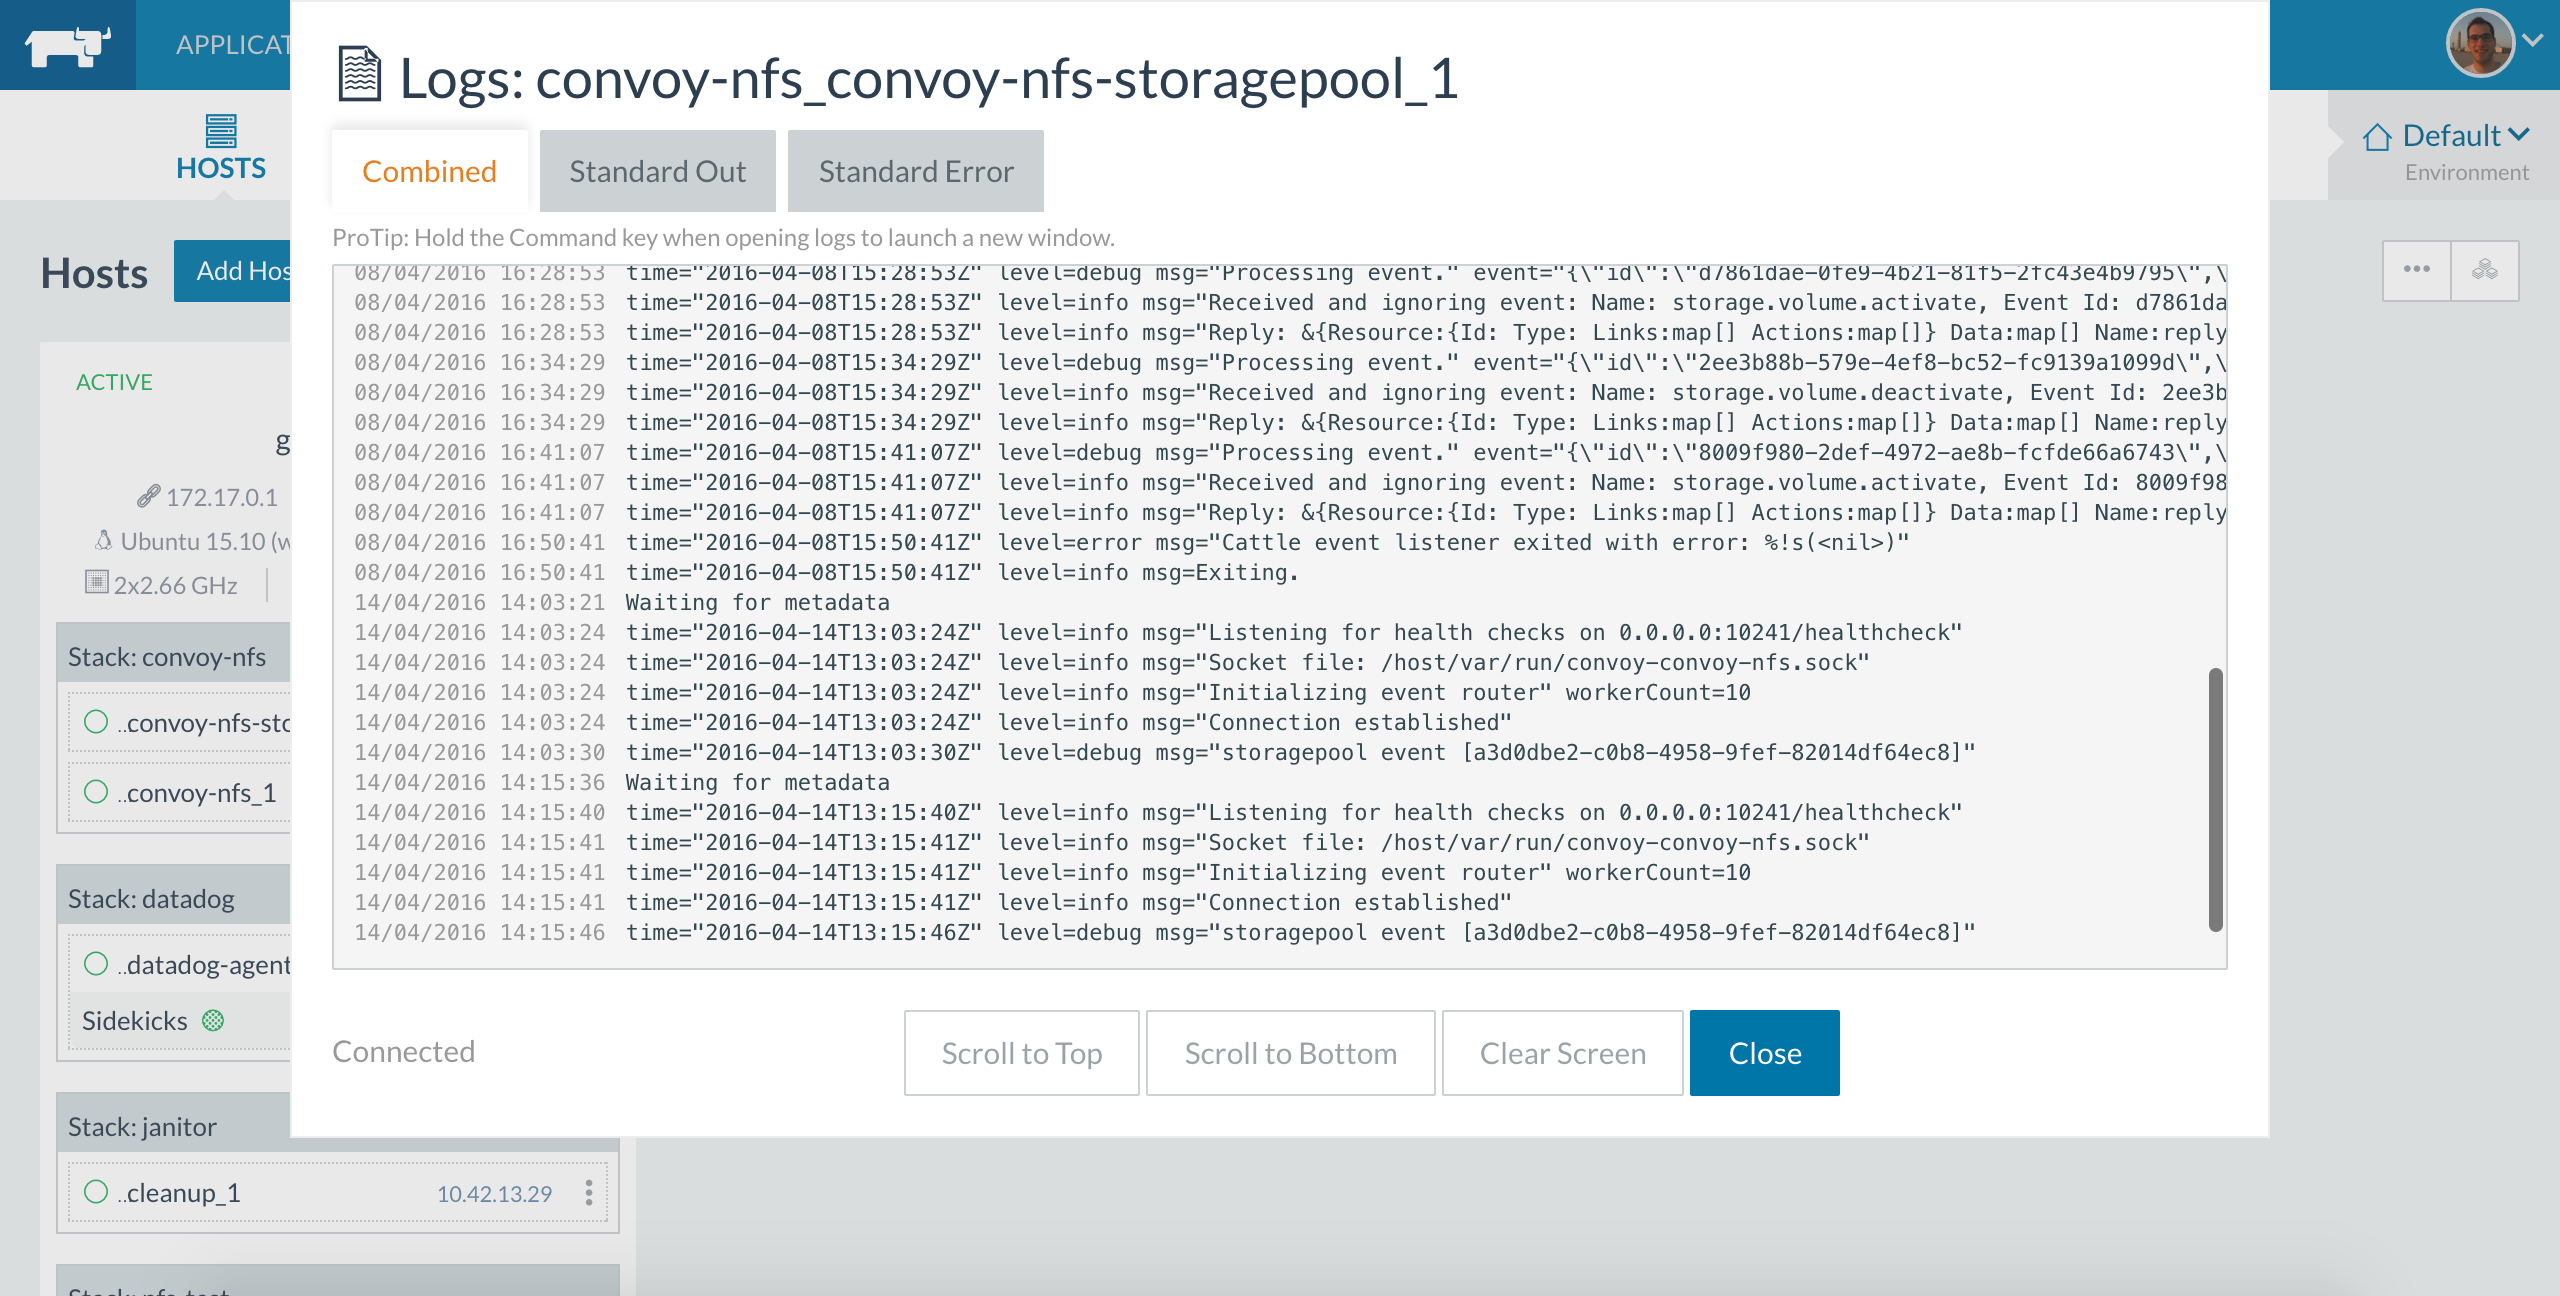 APPLICAT
Logs: convoy-nfs_convoy-nfs-storagepool_1
HOSTS
Default
Environment
Combined
Standard Out
Standard Error
ProTip: Hold the Command key when opening logs to launch a new window.
Hosts
Add Hos
08/04/2016 16:28:53 time="2016-04-08T15:28:53Z" level=debug msg="Processing event." event="{\"id\":\"d7861dae-0fe9-4b21-81f5-2fc43e4b9795\",\
08/04/2016 16:28:53 time="2016-04-08T15:28:53Z" level=info msg="Received and ignoring event: Name: storage.volume.activate, Event Id: d7861da
08/04/2016 16:28:53 time="2016-04-08T15:28:53Z" level=info msg="Reply: &{Resource:{Id: Type: Links:map[] Actions:map[]} Data:map[] Name:reply
08/04/2016 16:34:29 time="2016-04-08T15:34:29Z" level=debug msg="Processing event." event="{\"id\":\"2ee3b88b-579e-4ef8-bc52-fc9139a1099d\",\
08/04/2016 16:34:29 time="2016-04-08T15:34:29Z" level=info msg="Received and ignoring event: Name: storage.volume.deactivate, Event Id: 2ee3b
08/04/2016 16:34:29 time="2016-04-08T15:34:29Z" level=info msg="Reply: &{Resource:{Id: Type: Links:map[] Actions:map[]} Data:map[] Name:reply
08/04/2016 16:41:07 time="2016-04-08T15:41:07Z" level=debug msg="Processing event." event="{\"id\":\"8009f980-2def-4972-ae8b-fcfde66a6743\",\
08/04/2016 16:41:07 time="2016-04-08T15:41:07Z" level=info msg="Received and ignoring event: Name: storage.volume.activate, Event Id: 8009f98
08/04/2016 16:41:07 time="2016-04-08T15:41:07Z" level=info msg="Reply: &{Resource:{Id: Type: Links:map[] Actions:map[]} Data:map[] Name:reply
08/04/2016 16:50:41 time="2016-04-08T15:50:41Z" level=error msg="Cattle event listener exited with error: %!s(<nil>)"
08/04/2016 16:50:41 time="2016-04-08T15:50:41Z" level=info msg=Exiting.
14/04/2016 14:03:21 Waiting for metadata
14/04/2016 14:03:24 time="2016-04-14T13:03:24Z" level=info msg="Listening for health checks on 0.0.0.0:10241/healthcheck"
14/04/2016 14:03:24 time="2016-04-14T13:03:24Z" level=info msg="Socket file: /host/var/run/convoy-convoy-nfs.sock"
14/04/2016 14:03:24 time="2016-04-14T13:03:24Z" level=info msg="Initializing event router" workerCount=10
14/04/2016 14:03:24 time="2016-04-14T13:03:24Z" level=info msg="Connection established"
14/04/2016 14:03:30 time="2016-04-14T13:03:30Z" level=debug msg="storagepool event [a3d0dbe2-c0b8-4958-9fef-82014df64ec8]"
14/04/2016 14:15:36 Waiting for metadata
14/04/2016 14:15:40 time="2016-04-14T13:15:40Z" level=info msg="Listening for health checks on 0.0.0.0:10241/healthcheck"
14/04/2016 14:15:41 time="2016-04-14T13:15:41Z" level=info msg="Socket file: /host/var/run/convoy-convoy-nfs.sock"
14/04/2016 14:15:41 time="2016-04-14T13:15:41Z" level=info msg="Initializing event router" workerCount=10
14/04/2016 14:15:41 time="2016-04-14T13:15:41Z" level=info msg="Connection established"
14/04/2016 14:15:46 time="2016-04-14T13:15:46Z" level=debug msg="storagepool event [a3d0dbe2-c0b8-4958-9fef-82014df64ec8]"
ACTIVE
g
172.17.0.1
Ubuntu 15.10 (w
2x2.66 GHz
Stack: convoy-nfs
..convoy-nfs-sto
..convoy-nfs_1
Stack: datadog
..datadog-agent
Sidekicks
Connected
Scroll to Top
Scroll to Bottom
Clear Screen
Close
Stack: janitor
..cleanup_1 10.42.13.29
Stack: nfs-test